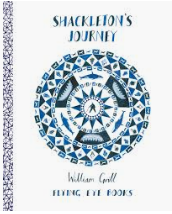 SHACKLETON'S
JOURNEY
William Grill
FLYING EYE BOOKS